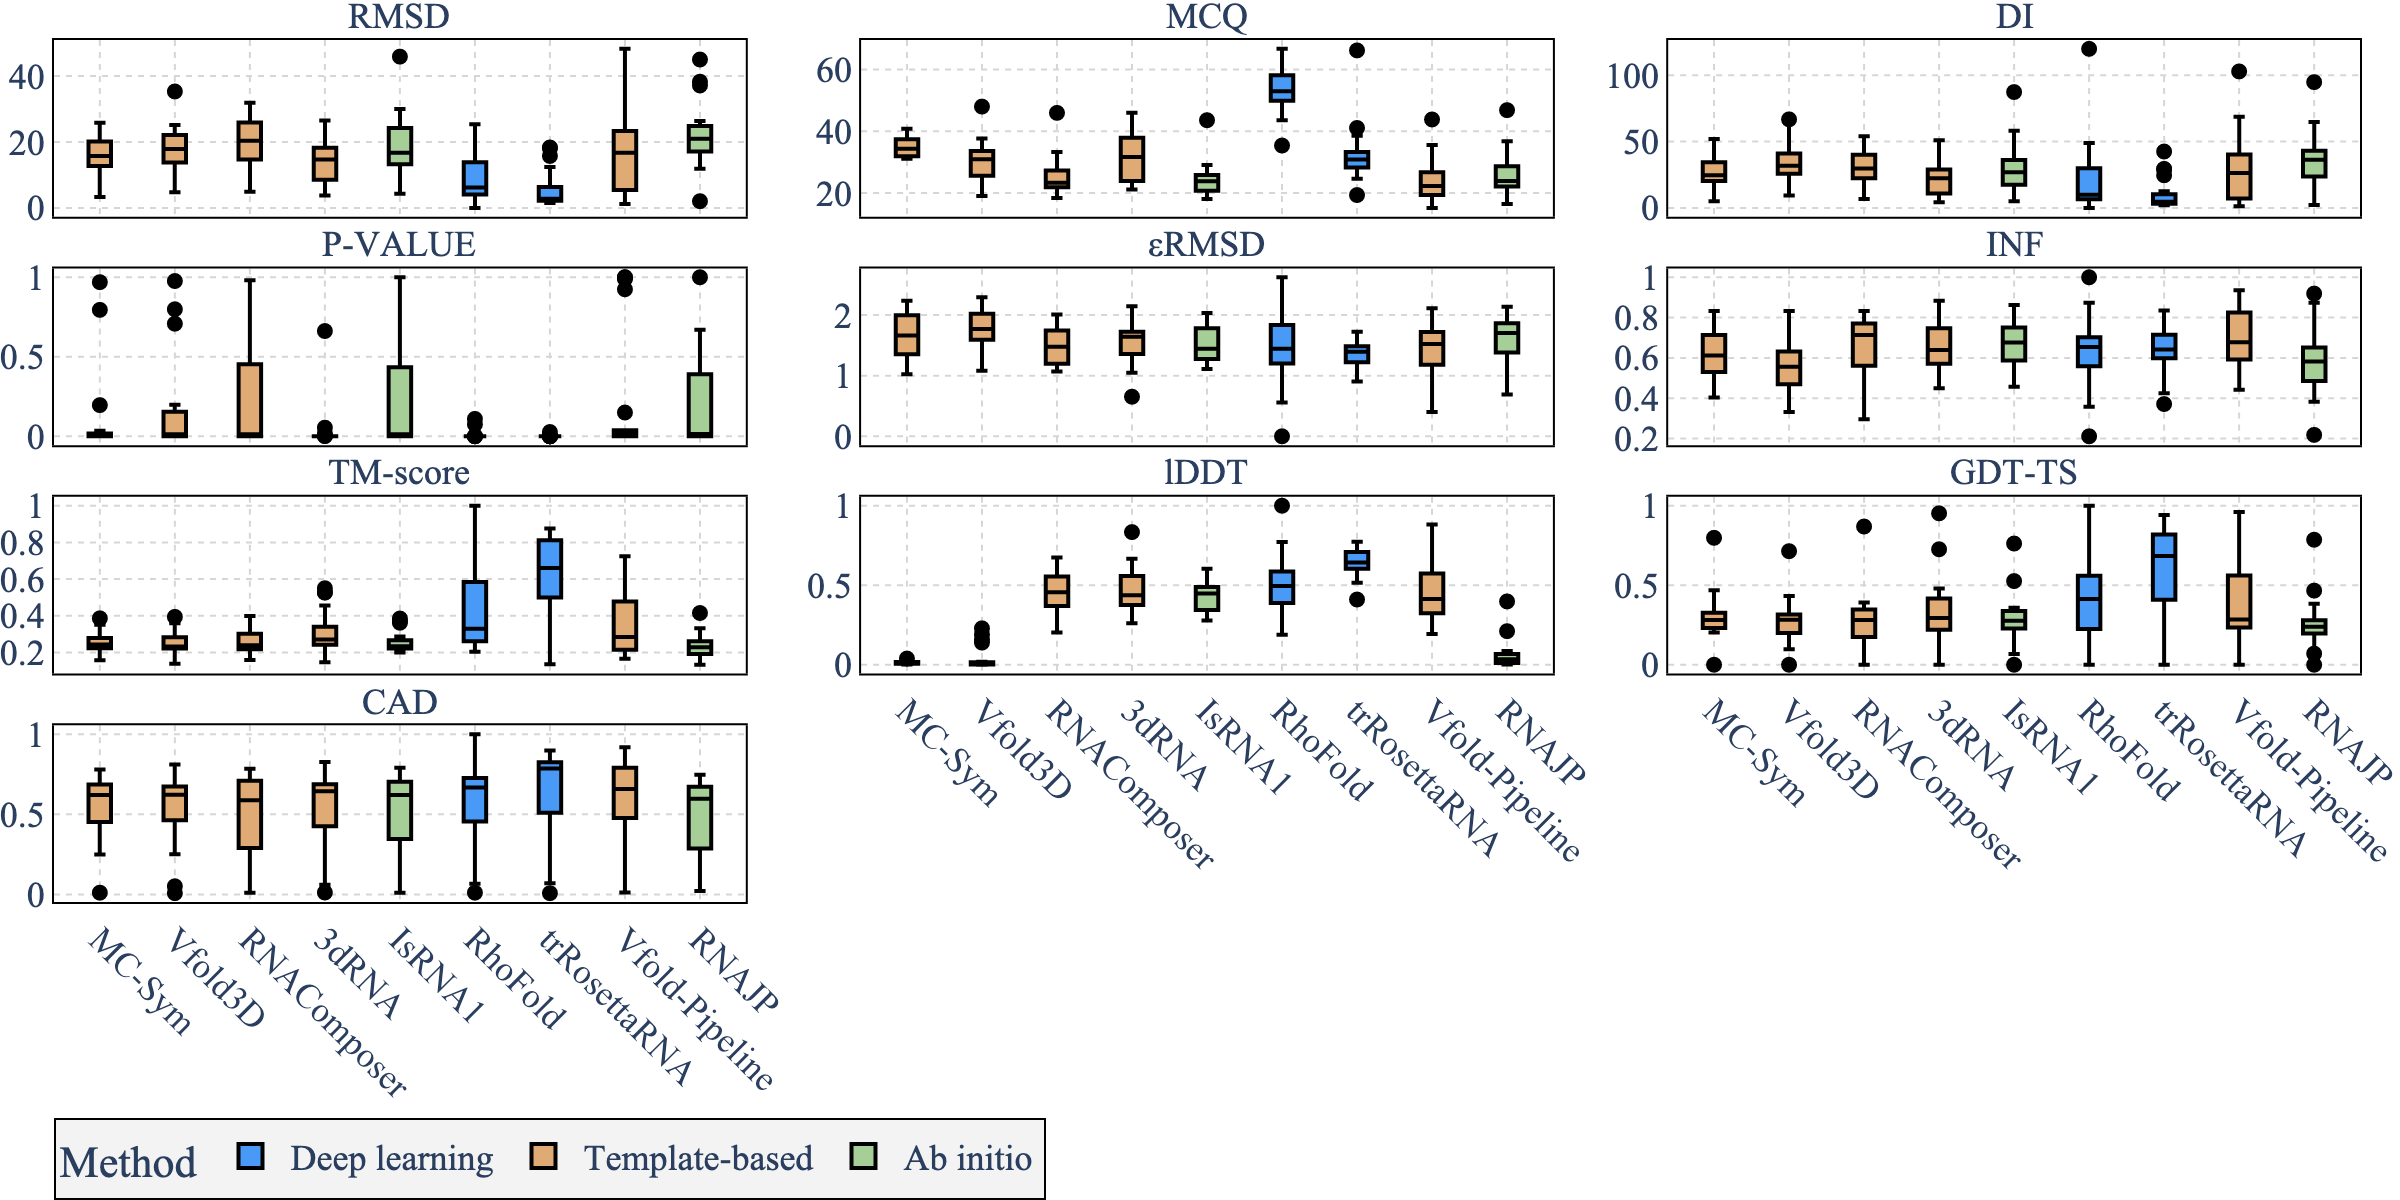 RMSD
MCQ
DI
40
20
0
60
40
20
100
50
0
P-VALUE
εRMSD
INF
1
0.5
0
2
1
0
1
0.8
0.6
0.4
0.2
TM-score
lDDT
GDT-TS
1
0.8
0.6
0.4
0.2
1
0.5
0
1
0.5
0
CAD
1
0.5
0
MC-Sym
Vfold3D
RNAComposer
3dRNA
IsRNA1
RhoFold
trRosettaRNA
Vfold-Pipeline
RNAJP
MC-Sym
Vfold3D
RNAComposer
3dRNA
IsRNA1
RhoFold
trRosettaRNA
Vfold-Pipeline
RNAJP
MC-Sym
Vfold3D
RNAComposer
3dRNA
IsRNA1
RhoFold
trRosettaRNA
Vfold-Pipeline
RNAJP
Method Deep learning Template-based Ab initio